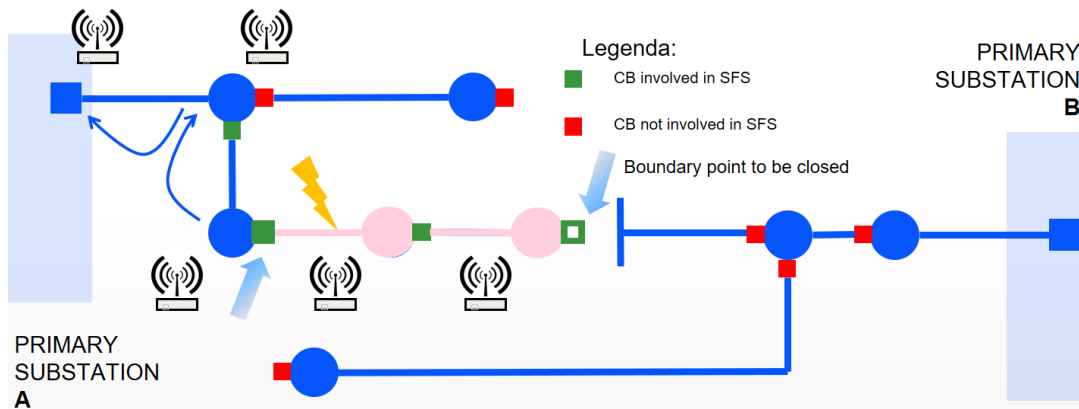 Legenda:
CB involved in SFS
CB not involved in SFS
Boundary point to be closed
PRIMARY
SUBSTATION
B
PRIMARY
SUBSTATION
A